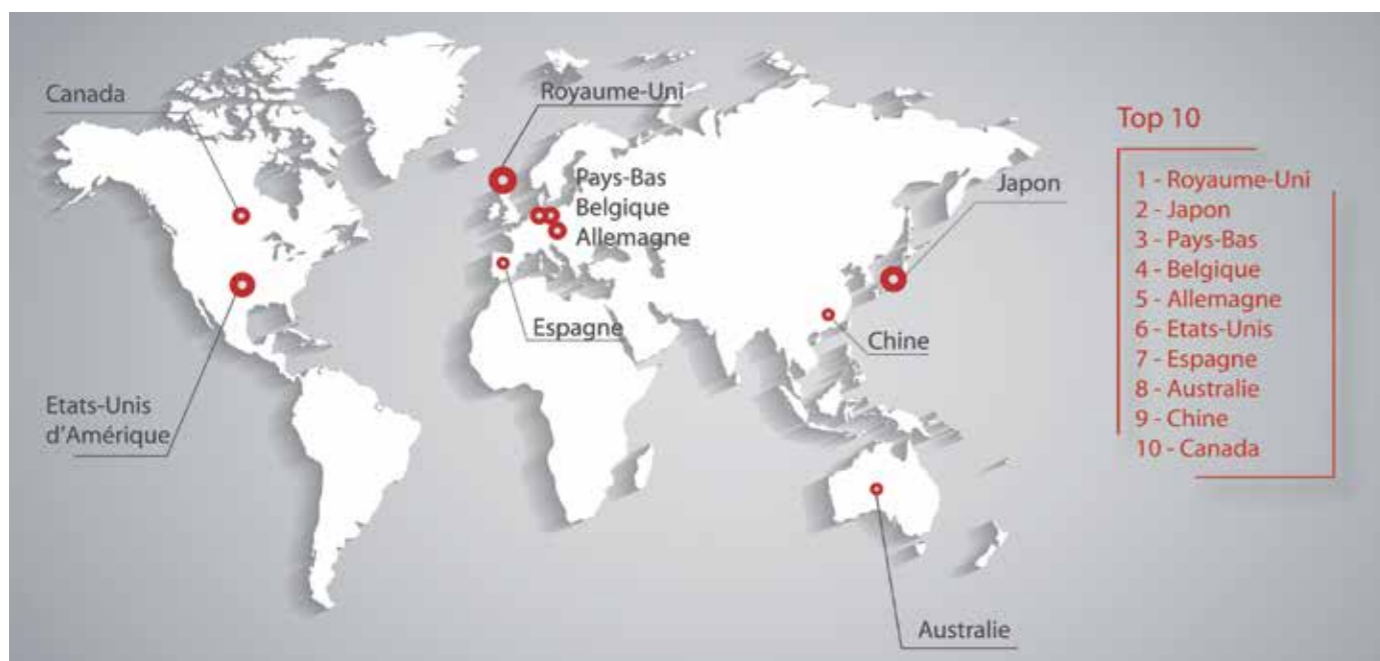 Canada
Royaume-Uni
Pays-Bas
Belgique
Allemagne
Japon
Espagne
Chine
Etats-Unis
d'Amérique
Australie
Top 10
1 - Royaume-Uni
2 - Japon
3 - Pays-Bas
4 - Belgique
5 - Allemagne
6 - Etats-Unis
7 - Espagne
8 - Australie
9 - Chine
10 - Canada